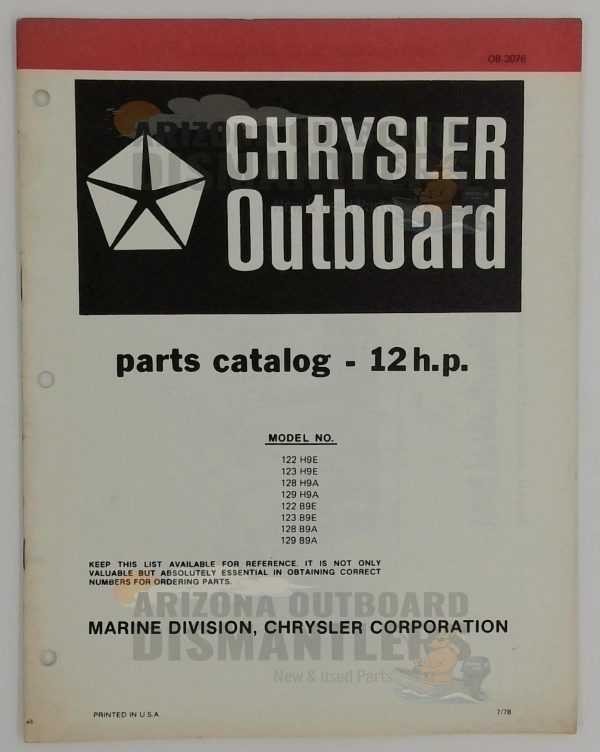 OB 3076
CHRYSLER
Outboard
parts catalog - 12 h.p.
MODEL NO.
122 H9E
123 H9E
128 H9A
129 H9A
122 B9E
123 B9E
128 B9A
129 B9A
KEEP THIS LIST AVAILABLE FOR REFERENCE. IT IS NOT ONLY
VALUABLE BUT ABSOLUTELY ESSENTIAL IN OBTAINING CORRECT
NUMBERS FOR ORDERING PARTS.
ARIZONA OUTBOARD
MARINE DIVISION, CHRYSLER CORPORATION
DISMANTLERS
New & used Parts
PRINTED IN U.S.A.
7/78